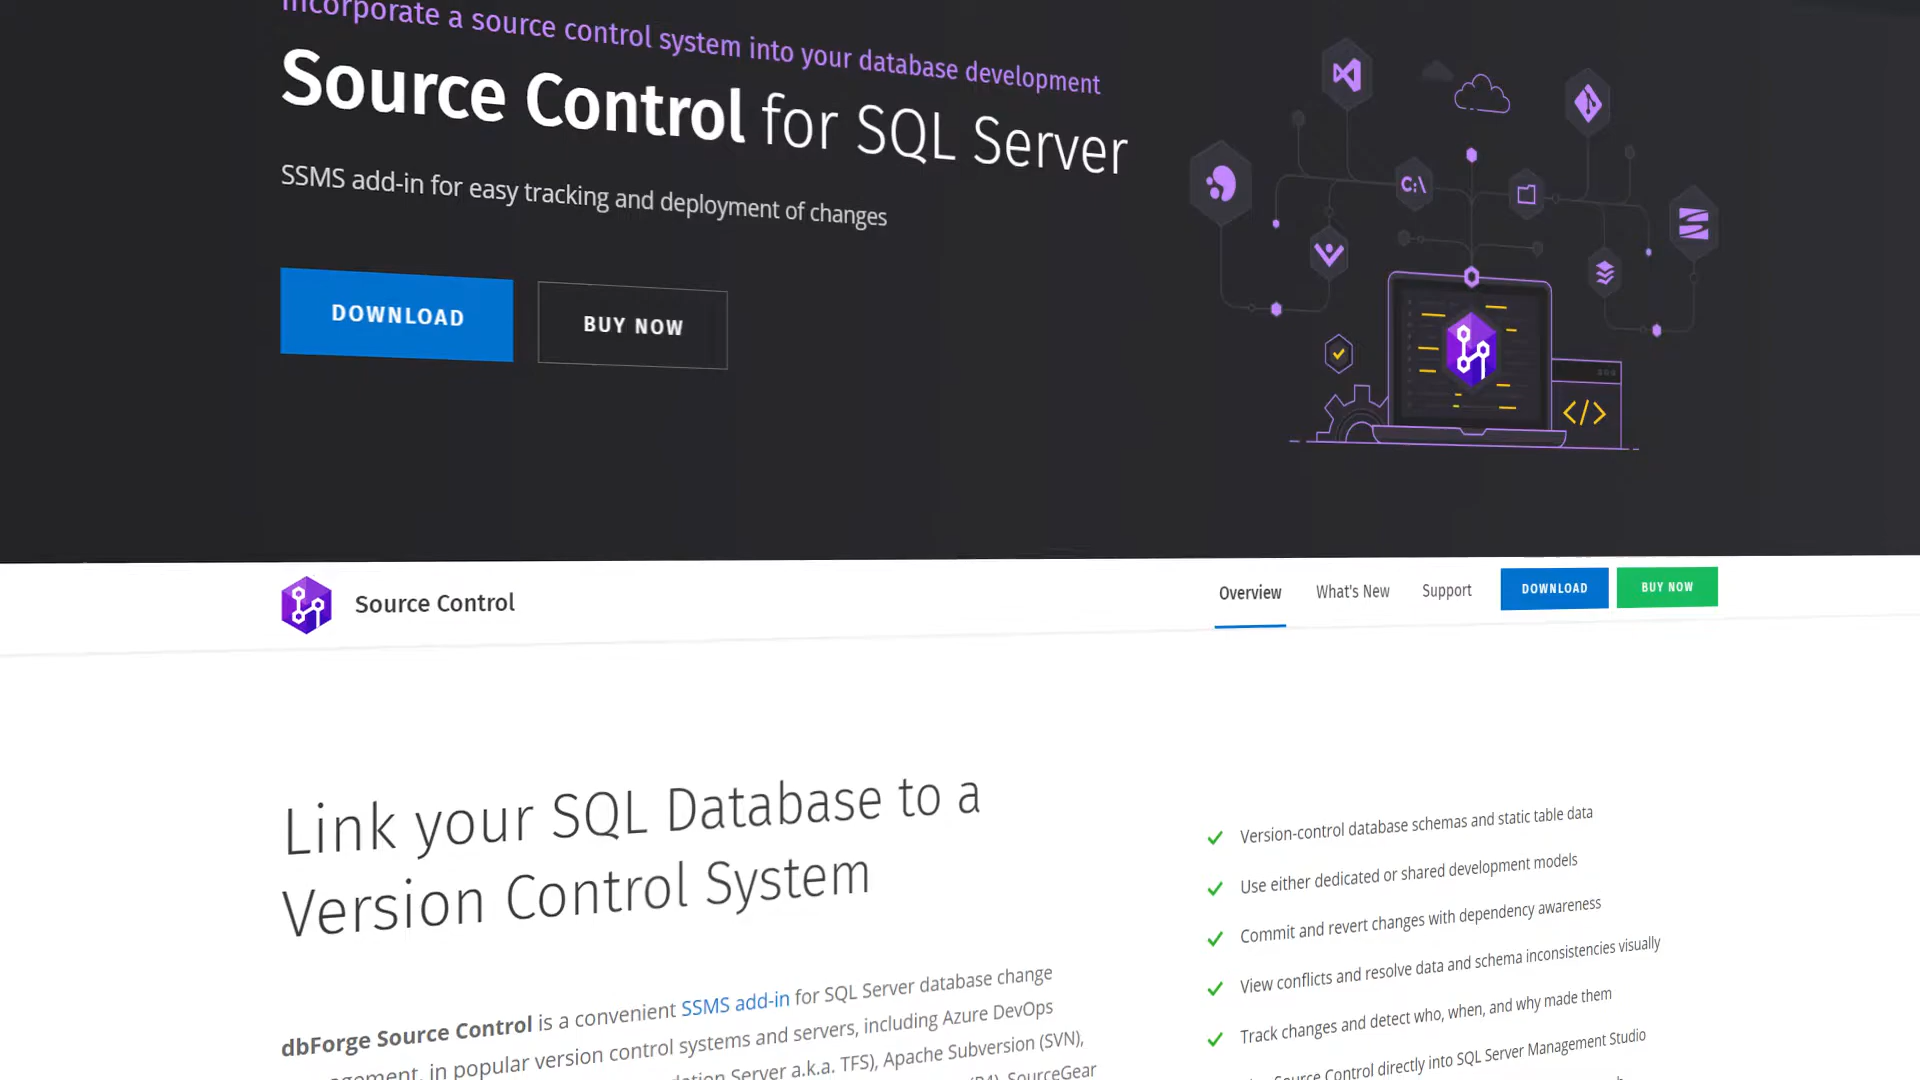 Incorporate a source control system into your database development
Source Control for SQL Server
SSMS add-in for easy tracking and deployment of changes
DOWNLOAD
BUY NOW
C:\
</>
Source Control
Overview
What's New
Support
DOWNLOAD
BUY NOW
Link your SQL Database to a
Version Control System
dbForge Source Control is a convenient SSMS add-in for SQL Server database change
in popular version control systems and servers, including Azure DevOps
Server a.k.a. TFS), Apache Subversion (SVN),
SourceGear
Version-control database schemas and static table data
Use either dedicated or shared development models
Commit and revert changes with dependency awareness
View conflicts and resolve data and schema inconsistencies visually
Track changes and detect who, when, and why made them
Source Control directly into SQL Server Management Studio